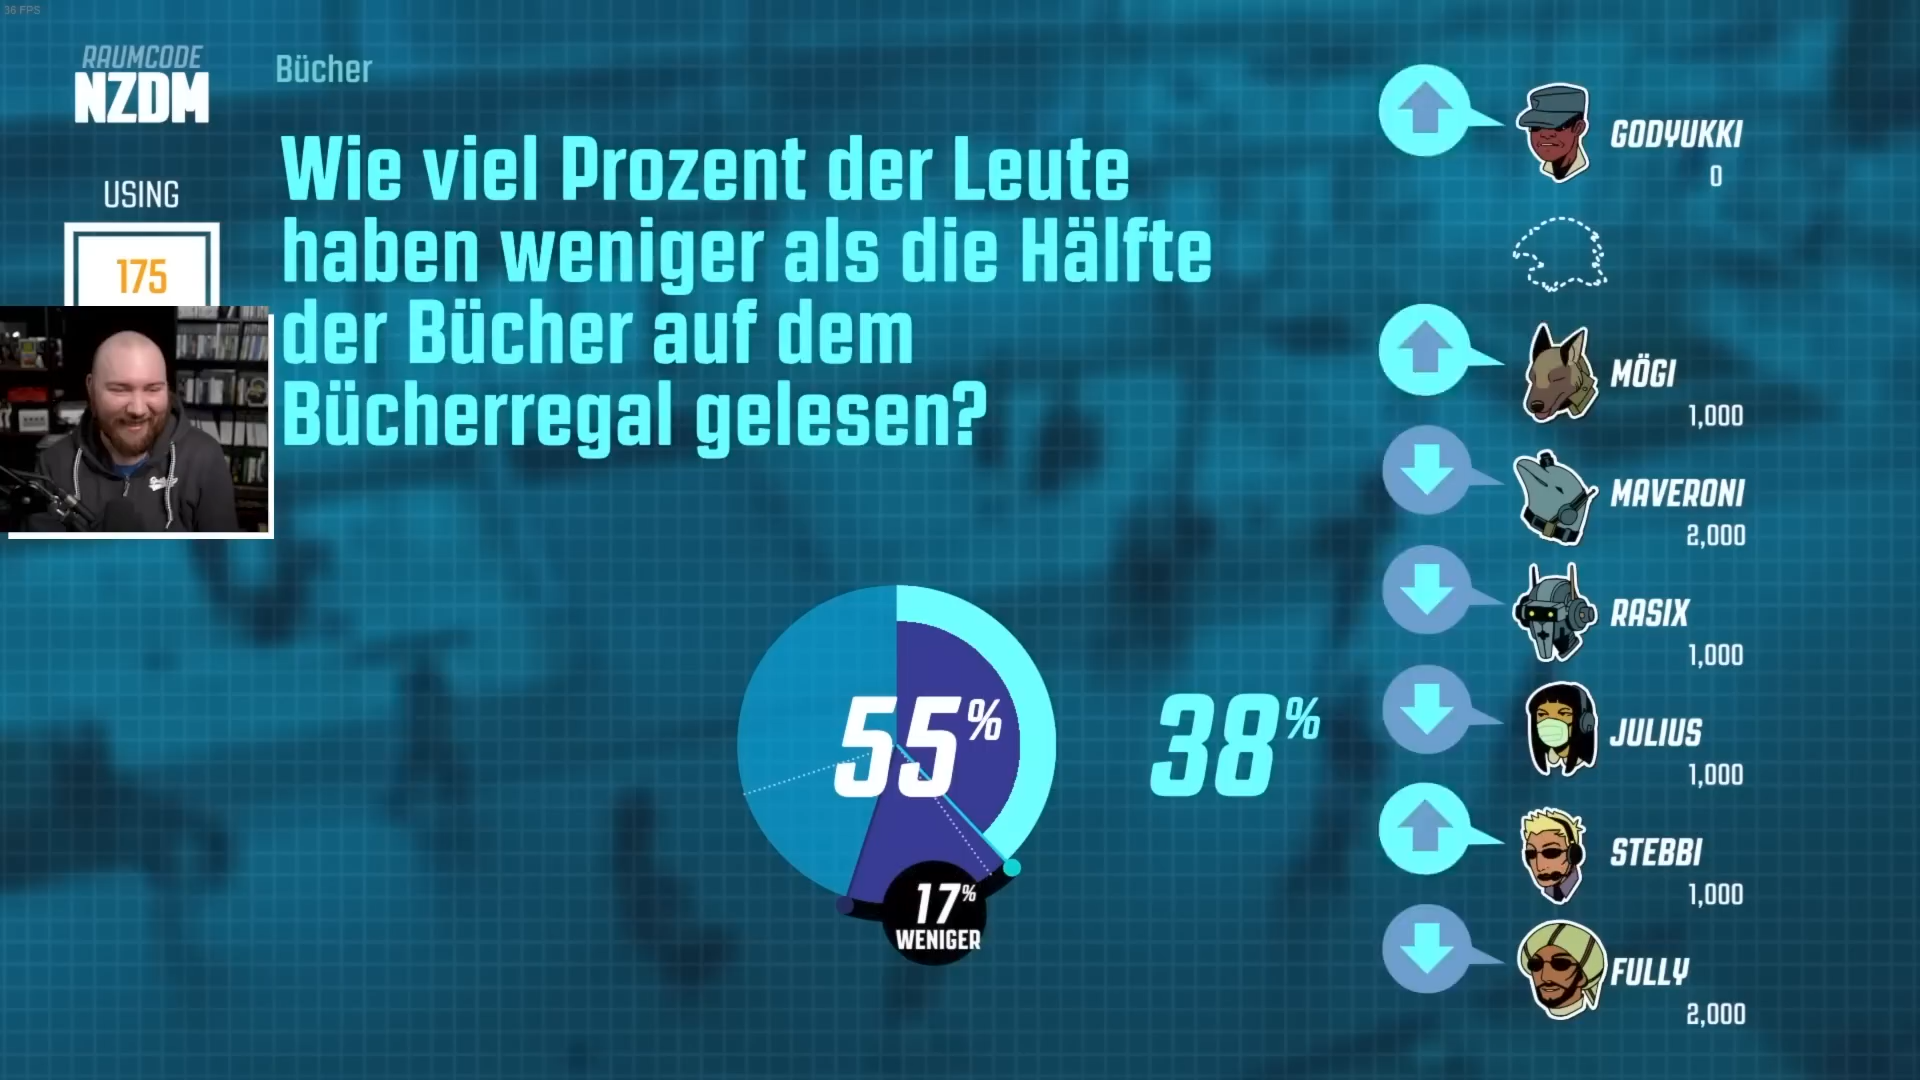 36 FPS
RAUMCODE
NZDM
USING
175
Bücher
Wie viel Prozent der Leute
haben weniger als die Hälfte
der Bücher auf dem
Bücherregal gelesen?
55%
38%
17%
WENIGER
GODYUKKI
0
MÖGI
1,000
MAVERONI
2,000
RASIX
1,000
JULIUS
1,000
STEBBI
1,000
FULLY
2,000